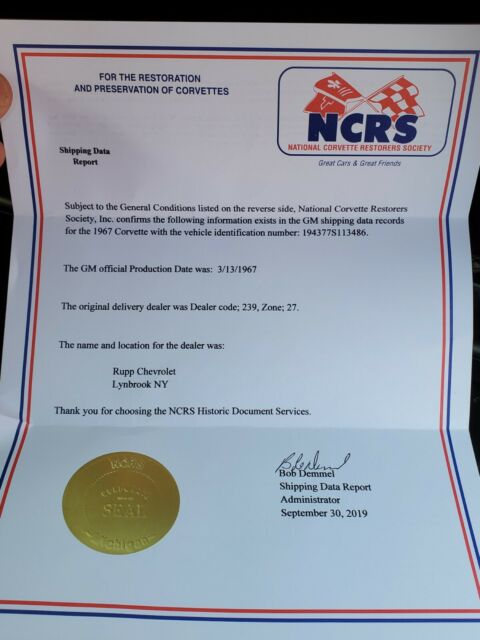 FOR THE RESTORATION
AND PRESERVATION OF CORVETTES
NCRS
NATIONAL CORVETTE RESTORERS SOCIETY
Great Cars & Great Friends
Shipping Data
Report
Subject to the General Conditions listed on the reverse side, National Corvette Restorers
Society, Inc. confirms the following information exists in the GM shipping data records
for the 1967 Corvette with the vehicle identification number: 194377S113486.
The GM official Production Date was: 3/13/1967
The original delivery dealer was Dealer code; 239, Zone; 27.
The name and location for the dealer was:
Rupp Chevrolet
Lynbrook NY
Thank you for choosing the NCRS Historic Document Services.
Bob Demmel
Shipping Data Report
Administrator
September 30, 2019
NCRS
SEAL
Michigan